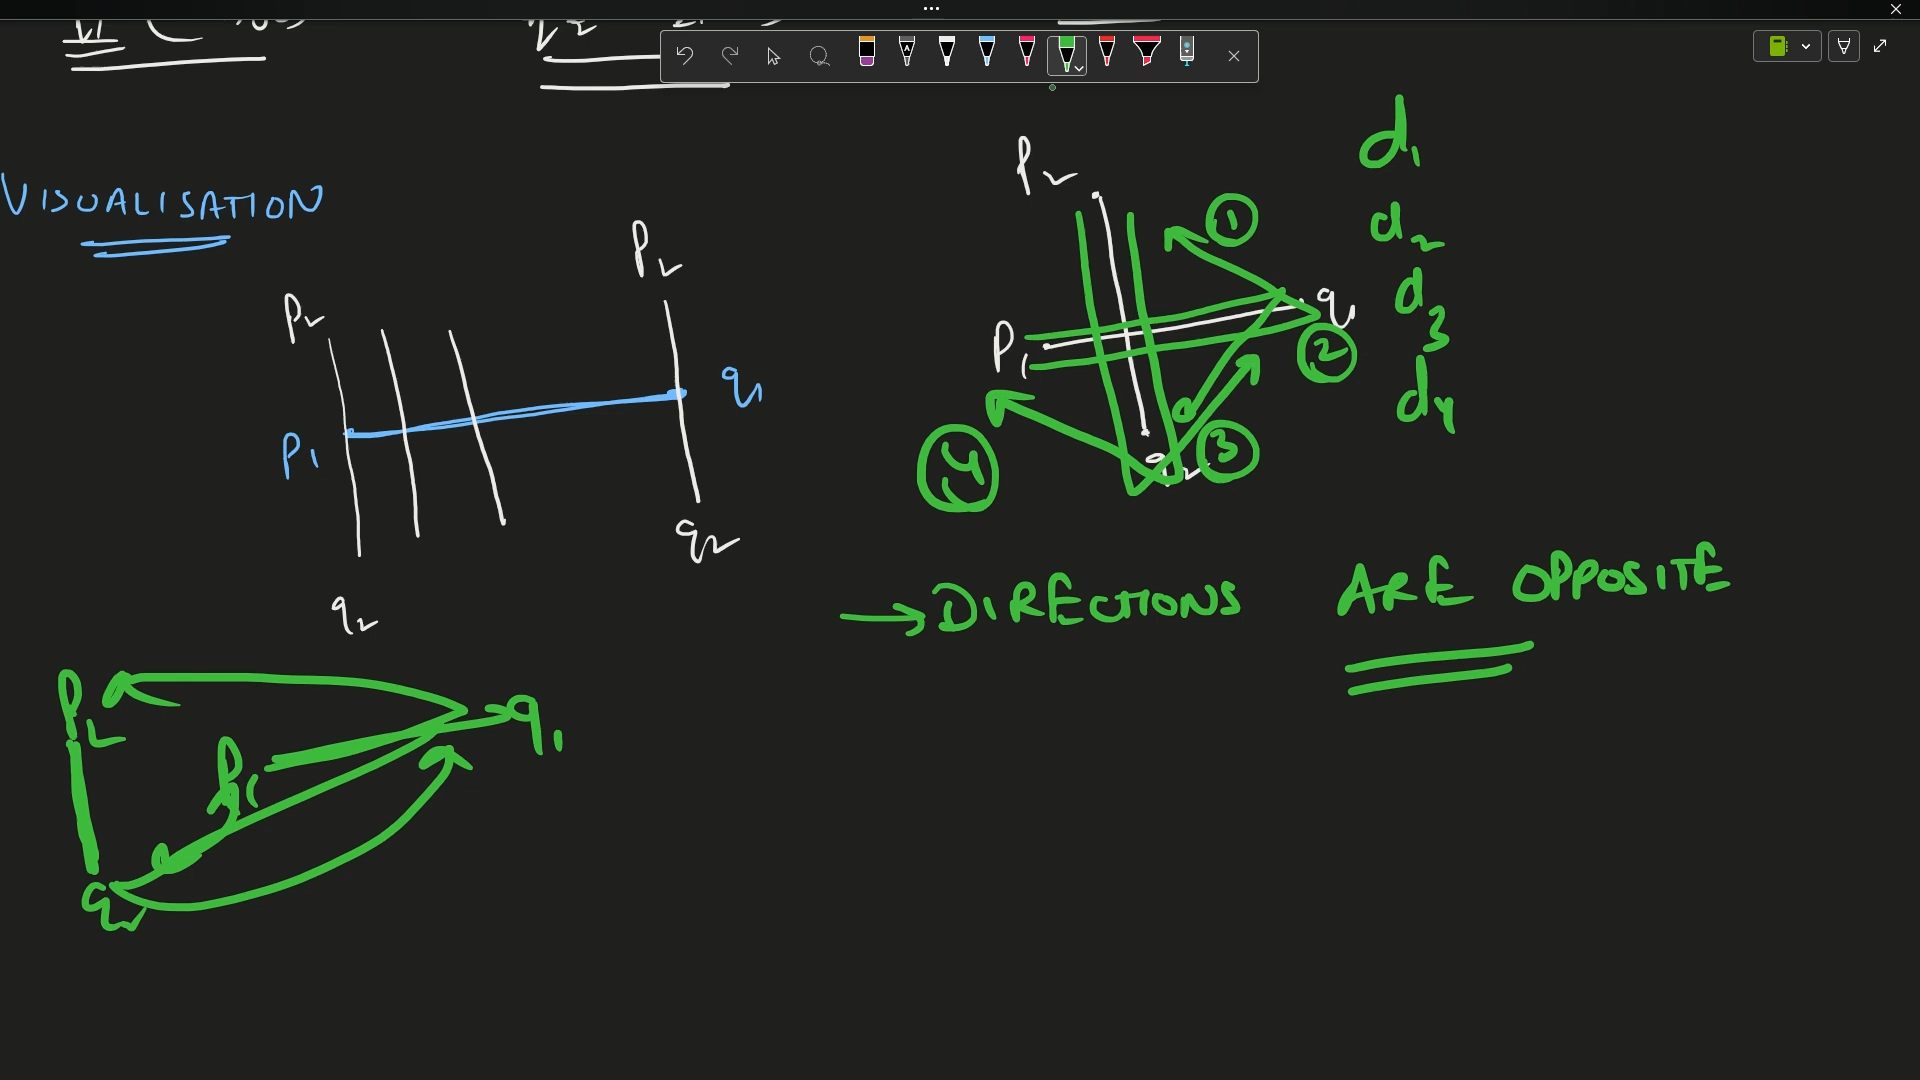 VISUALISATION
P2
P2
P1
q1
q2
q2
P2
P1
q1
q2
1
2
3
4
d1
d2
d3
d4
→ DIRECTIONS ARE OPPOSITE
P2
P1
q1
q2